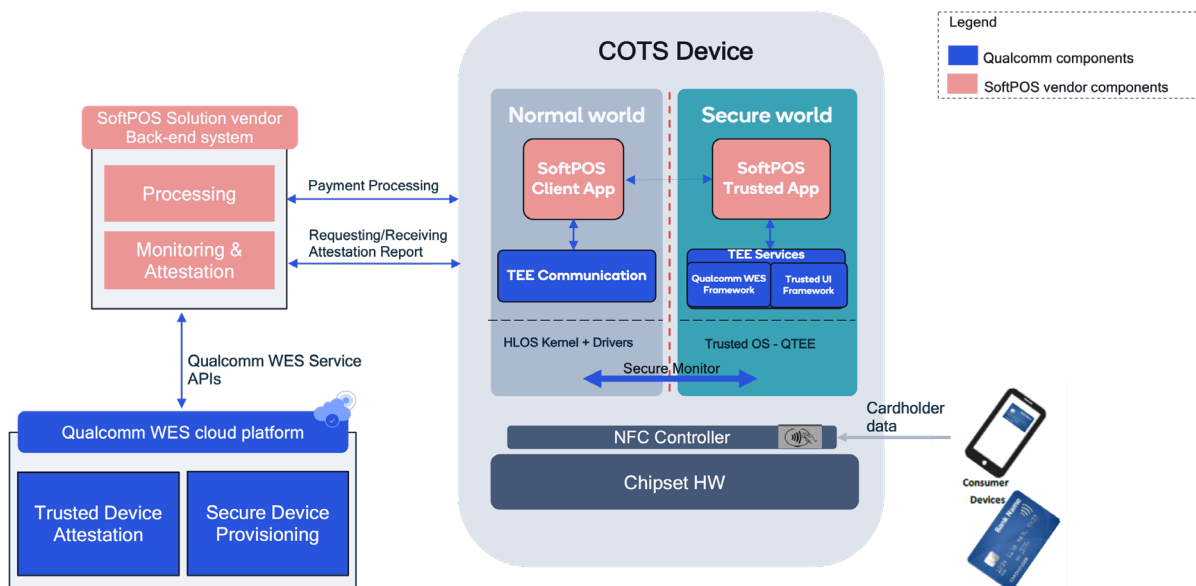 Legend
Qualcomm components
SoftPOS vendor components
COTS Device
Normal world
Secure world
SoftPOS
Client App
SoftPOS
Trusted App
TEE Communication
TEE Services
Qualcomm WES
Framework
Trusted UI
Framework
HLOS Kernel + Drivers
Trusted OS - QTEE
Secure Monitor
NFC Controller
Chipset HW
SoftPOS Solution vendor
Back-end system
Processing
Monitoring &
Attestation
Payment Processing
Requesting/Receiving
Attestation Report
Qualcomm WES Service
APIs
Qualcomm WES cloud platform
Trusted Device
Attestation
Secure Device
Provisioning
Cardholder
data
Consumer
Devices
Bank Name